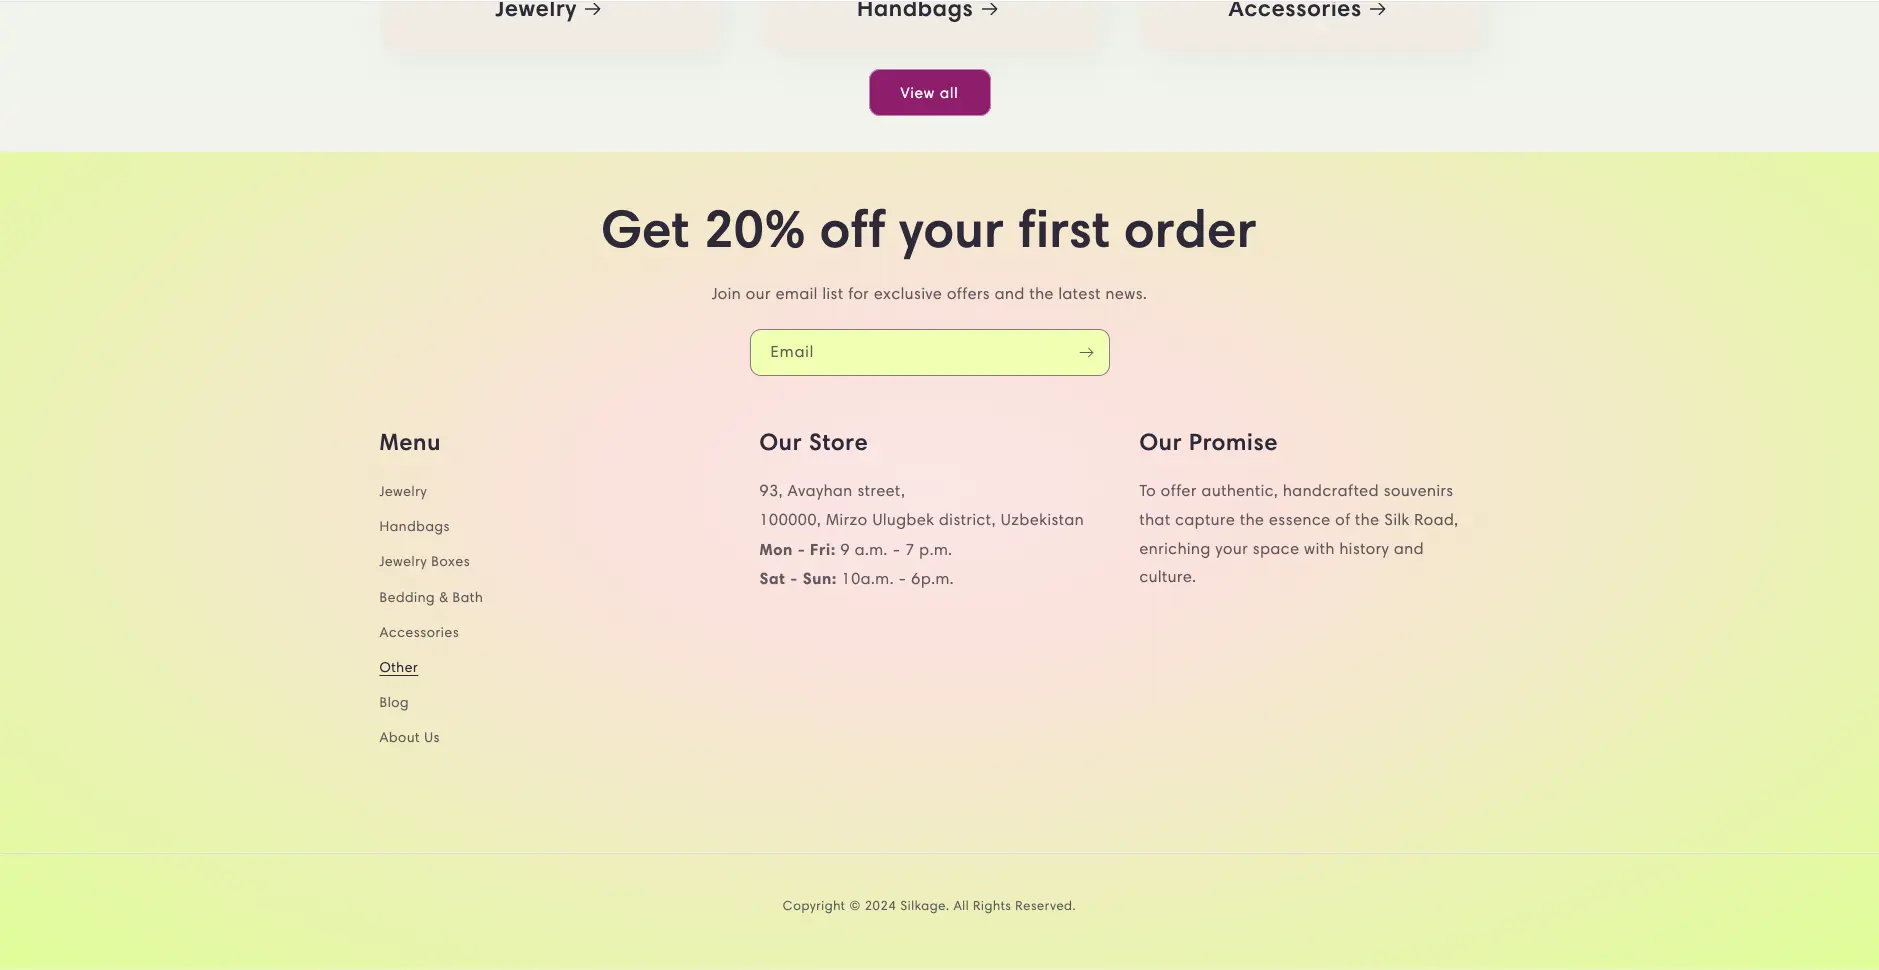 Jewelry →
Handbags →
Accessories →
View all
Get 20% off your first order
Join our email list for exclusive offers and the latest news.
Email
Menu
Jewelry
Handbags
Jewelry Boxes
Bedding & Bath
Accessories
Other
Blog
About Us
Our Store
93, Avayhan street,
100000, Mirzo Ulugbek district, Uzbekistan
Mon - Fri: 9 a.m. - 7 p.m.
Sat - Sun: 10a.m. - 6p.m.
Our Promise
To offer authentic, handcrafted souvenirs
that capture the essence of the Silk Road,
enriching your space with history and
culture.
Copyright © 2024 Silkage. All Rights Reserved.